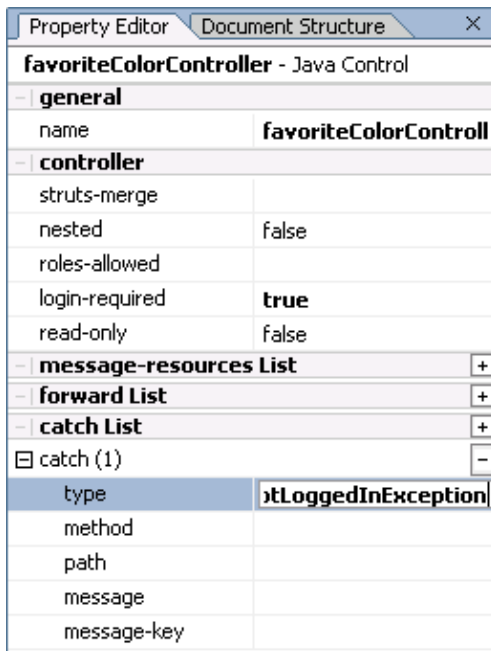 Property Editor Document Structure
favoriteColorController - Java Control
general
name favoriteColorControll
controller
struts-merge
nested false
roles-allowed
login-required true
read-only false
message-resources List
forward List
catch List
catch (1)
type otLoggedInException
method
path
message
message-key